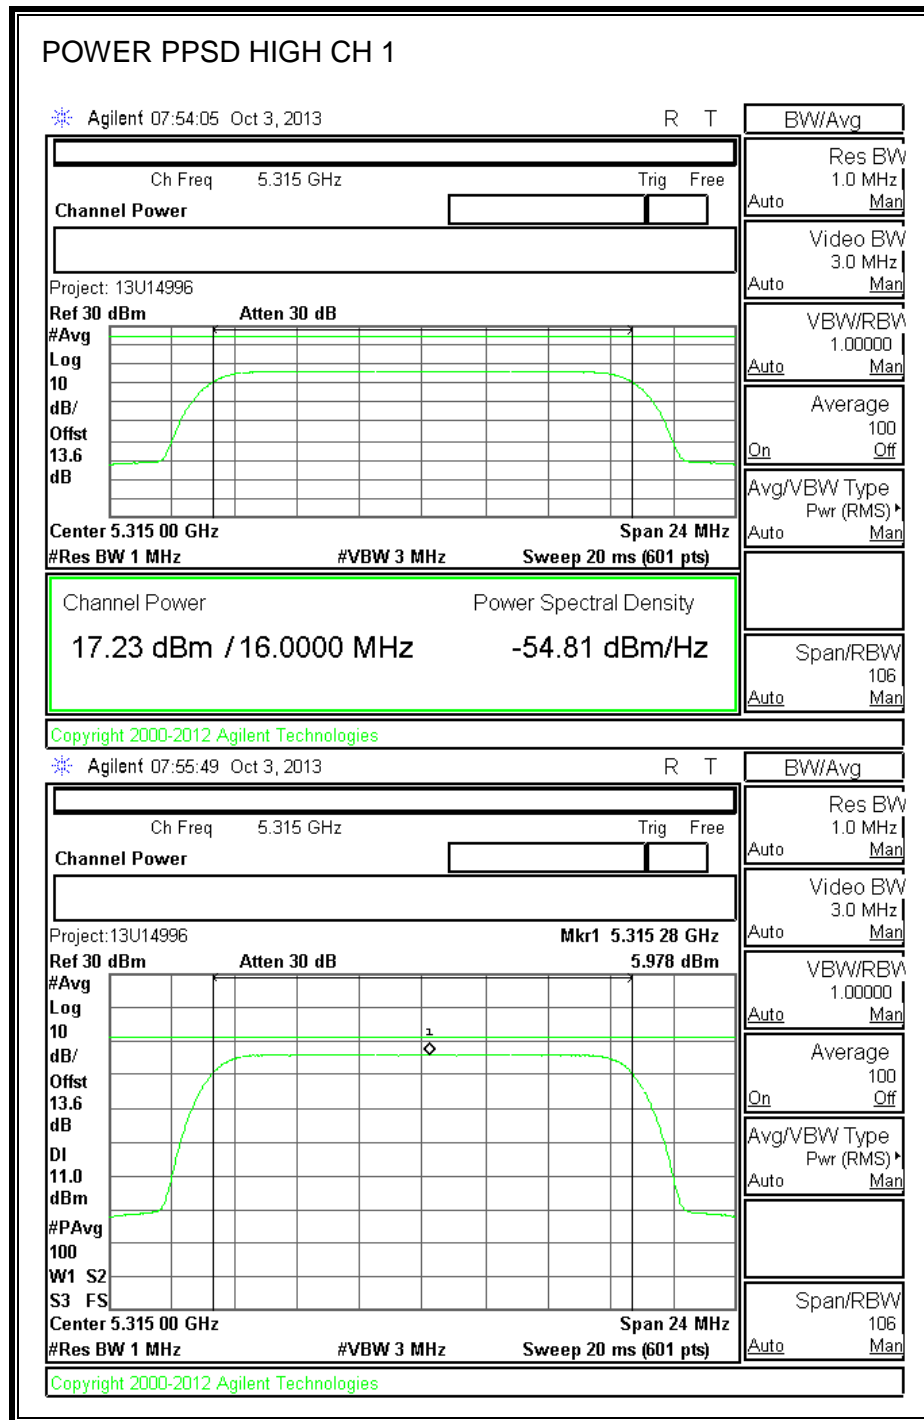 POWER PPSD HIGH CH 1
Agilent 07:54:05 Oct 3, 2013 R T
Ch Freq 5.315 GHz Trig Free
Channel Power
Project: 13U14996
Ref 30 dBm Atten 30 dB
#Avg
Log
10
dB/
Offst
13.6
dB
Center 5.315 00 GHz Span 24 MHz
#Res BW 1 MHz #VBW 3 MHz Sweep 20 ms (601 pts)
Channel Power Power Spectral Density
17.23 dBm / 16.0000 MHz -54.81 dBm/Hz
Copyright 2000-2012 Agilent Technologies
BW/Avg
Res BW
1.0 MHz
Auto Man
Video BW
3.0 MHz
Auto Man
VBW/RBW
1.00000
Auto Man
Average
100
On Off
Avg/VBW Type
Pwr (RMS)
Auto Man
Span/RBW
106
Auto Man
Agilent 07:55:49 Oct 3, 2013 R T
Ch Freq 5.315 GHz Trig Free
Channel Power
Project:13U14996 Mkr1 5.315 28 GHz
Ref 30 dBm Atten 30 dB 5.978 dBm
#Avg
Log
10
dB/
Offst
13.6
dB
DI
11.0
dBm
#PAvg
100
W1 S2
S3 FS
1
Center 5.315 00 GHz Span 24 MHz
#Res BW 1 MHz #VBW 3 MHz Sweep 20 ms (601 pts)
Copyright 2000-2012 Agilent Technologies
BW/Avg
Res BW
1.0 MHz
Auto Man
Video BW
3.0 MHz
Auto Man
VBW/RBW
1.00000
Auto Man
Average
100
On Off
Avg/VBW Type
Pwr (RMS)
Auto Man
Span/RBW
106
Auto Man